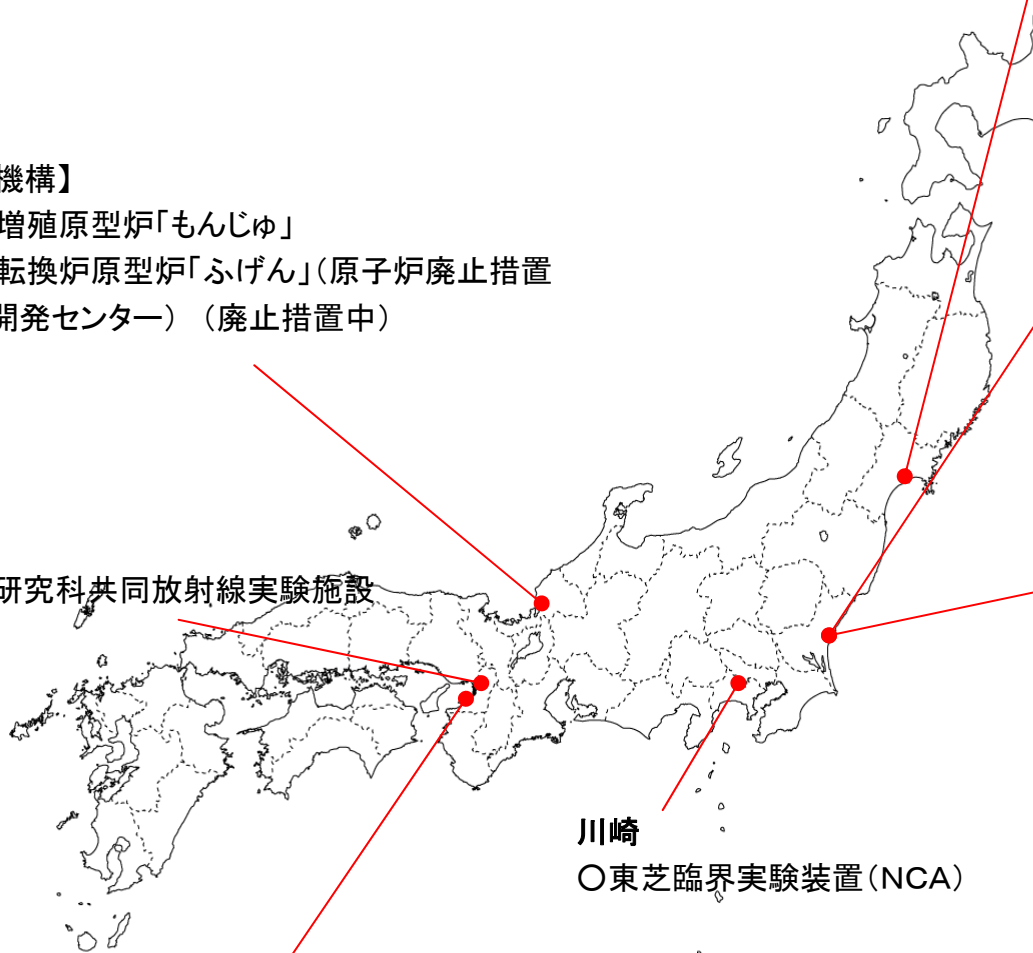 機構】
増殖原型炉「もんじゅ」
転換炉原型炉「ふげん」（原子炉廃止措置
開発センター）　（廃止措置中）
研究科共同放射線実験施設
川崎
○東芝臨界実験装置（NCA）